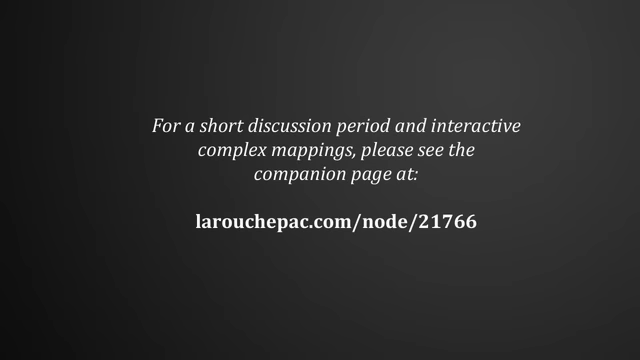 For a short discussion period and interactive
complex mappings, please see the
companion page at:
larouchepac.com/node/21766